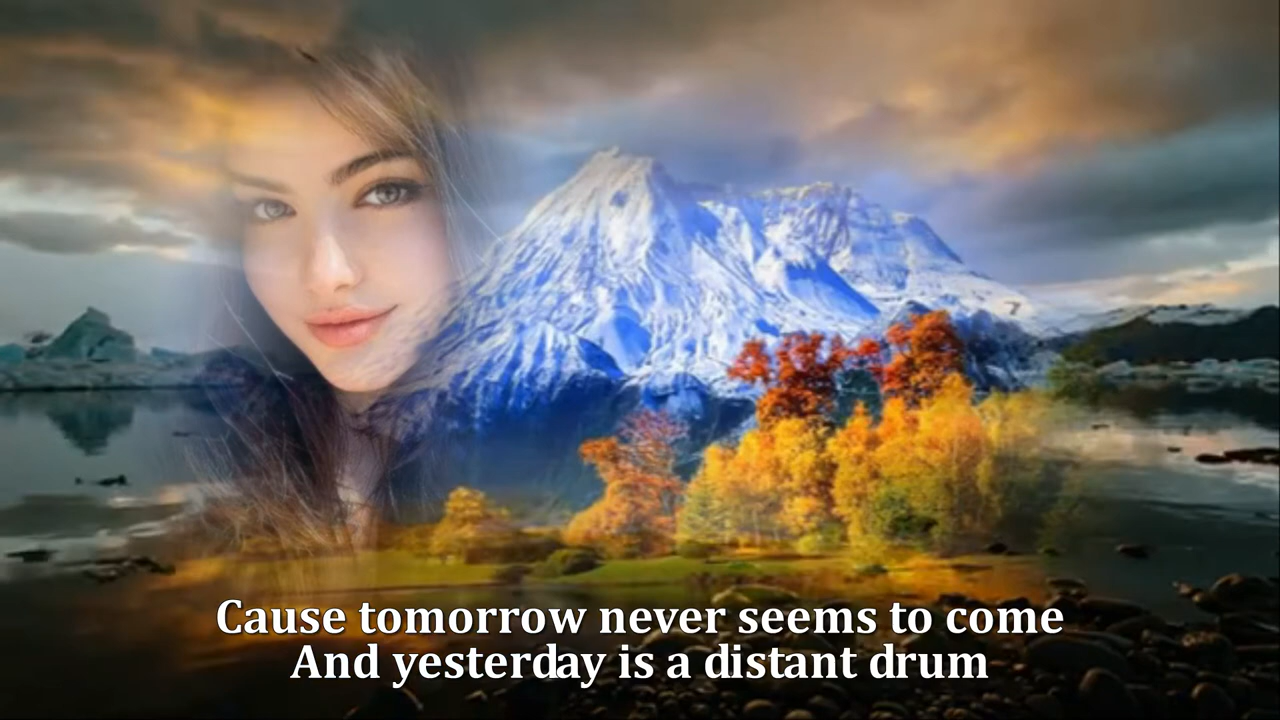 Cause tomorrow never seems to come
And yesterday is a distant drum